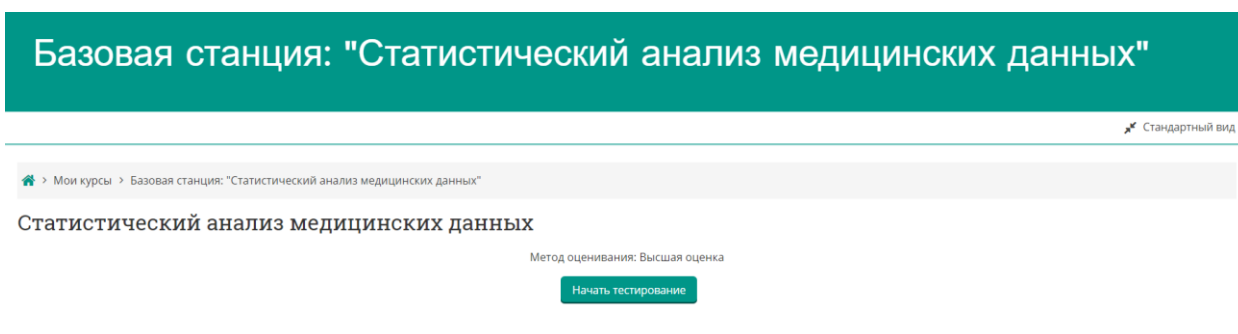 Базовая станция: "Статистический анализ медицинских данных"
Стандартный вид
> Мои курсы > Базовая станция: "Статистический анализ медицинских данных"
Статистический анализ медицинских данных
Метод оценивания: Высшая оценка
Начать тестирование